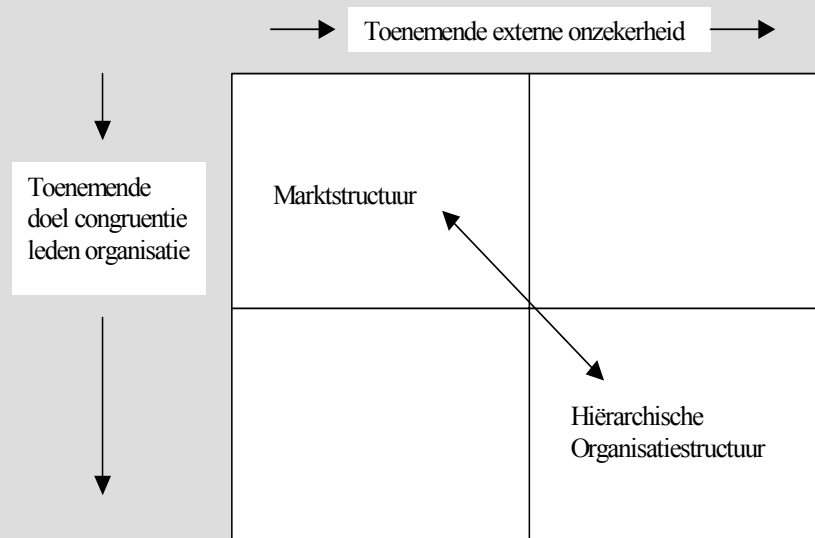 Toenemende externe onzekerheid
Toenemende
doel congruentie
leden organisatie
Marktstructuur
Hiërarchische
Organisatiestructuur